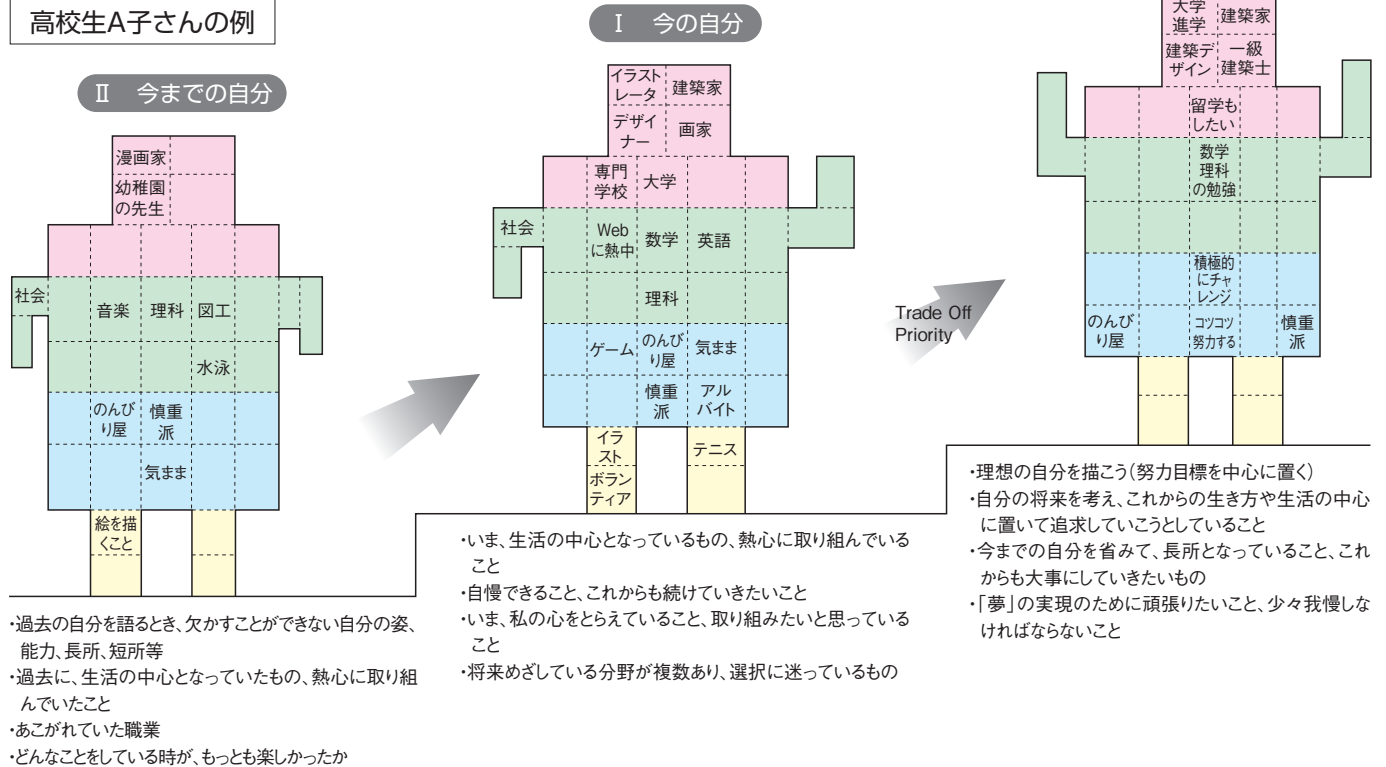 高校生A子さんの例
Ⅱ 今までの自分
漫画家
幼稚園
の先生
社会
音楽
理科
図工
水泳
のんび
り屋
慎重
派
気まま
絵を描
くこと
・過去の自分を語るとき、欠かすことができない自分の姿、
能力、長所、短所等
・過去に、生活の中心となっていたもの、熱心に取り組
んでいたこと
・あこがれていた職業
・どんなことをしている時が、もっとも楽しかったか
Ⅰ 今の自分
イラスト
レータ
建築家
デザイ
ナー
画家
専門
学校
大学
社会
Web
に熱中
数学
英語
理科
ゲーム
のんび
り屋
気まま
慎重
派
アル
バイト
イラ
スト
テニス
ボラン
ティア
・いま、生活の中心となっているもの、熱心に取り組んでいる
こと
・自慢できること、これからも続けていきたいこと
・いま、私の心をとらえていること、取り組みたいと思っている
こと
・将来めざしている分野が複数あり、選択に迷っているもの
Trade Off
Priority
大学
進学
建築家
建築デ
ザイン
一級
建築士
留学も
したい
数学
理科
の勉強
積極的
にチャ
レンジ
のんび
り屋
コツコツ
努力する
慎重
派
・理想の自分を描こう（努力目標を中心に置く）
・自分の将来を考え、これからの生き方や生活の中心
に置いて追求していこうとしていること
・今までの自分を省みて、長所となっていること、これ
からも大事にしていきたいもの
・「夢」の実現のために頑張りたいこと、少々我慢しな
ければならないこと